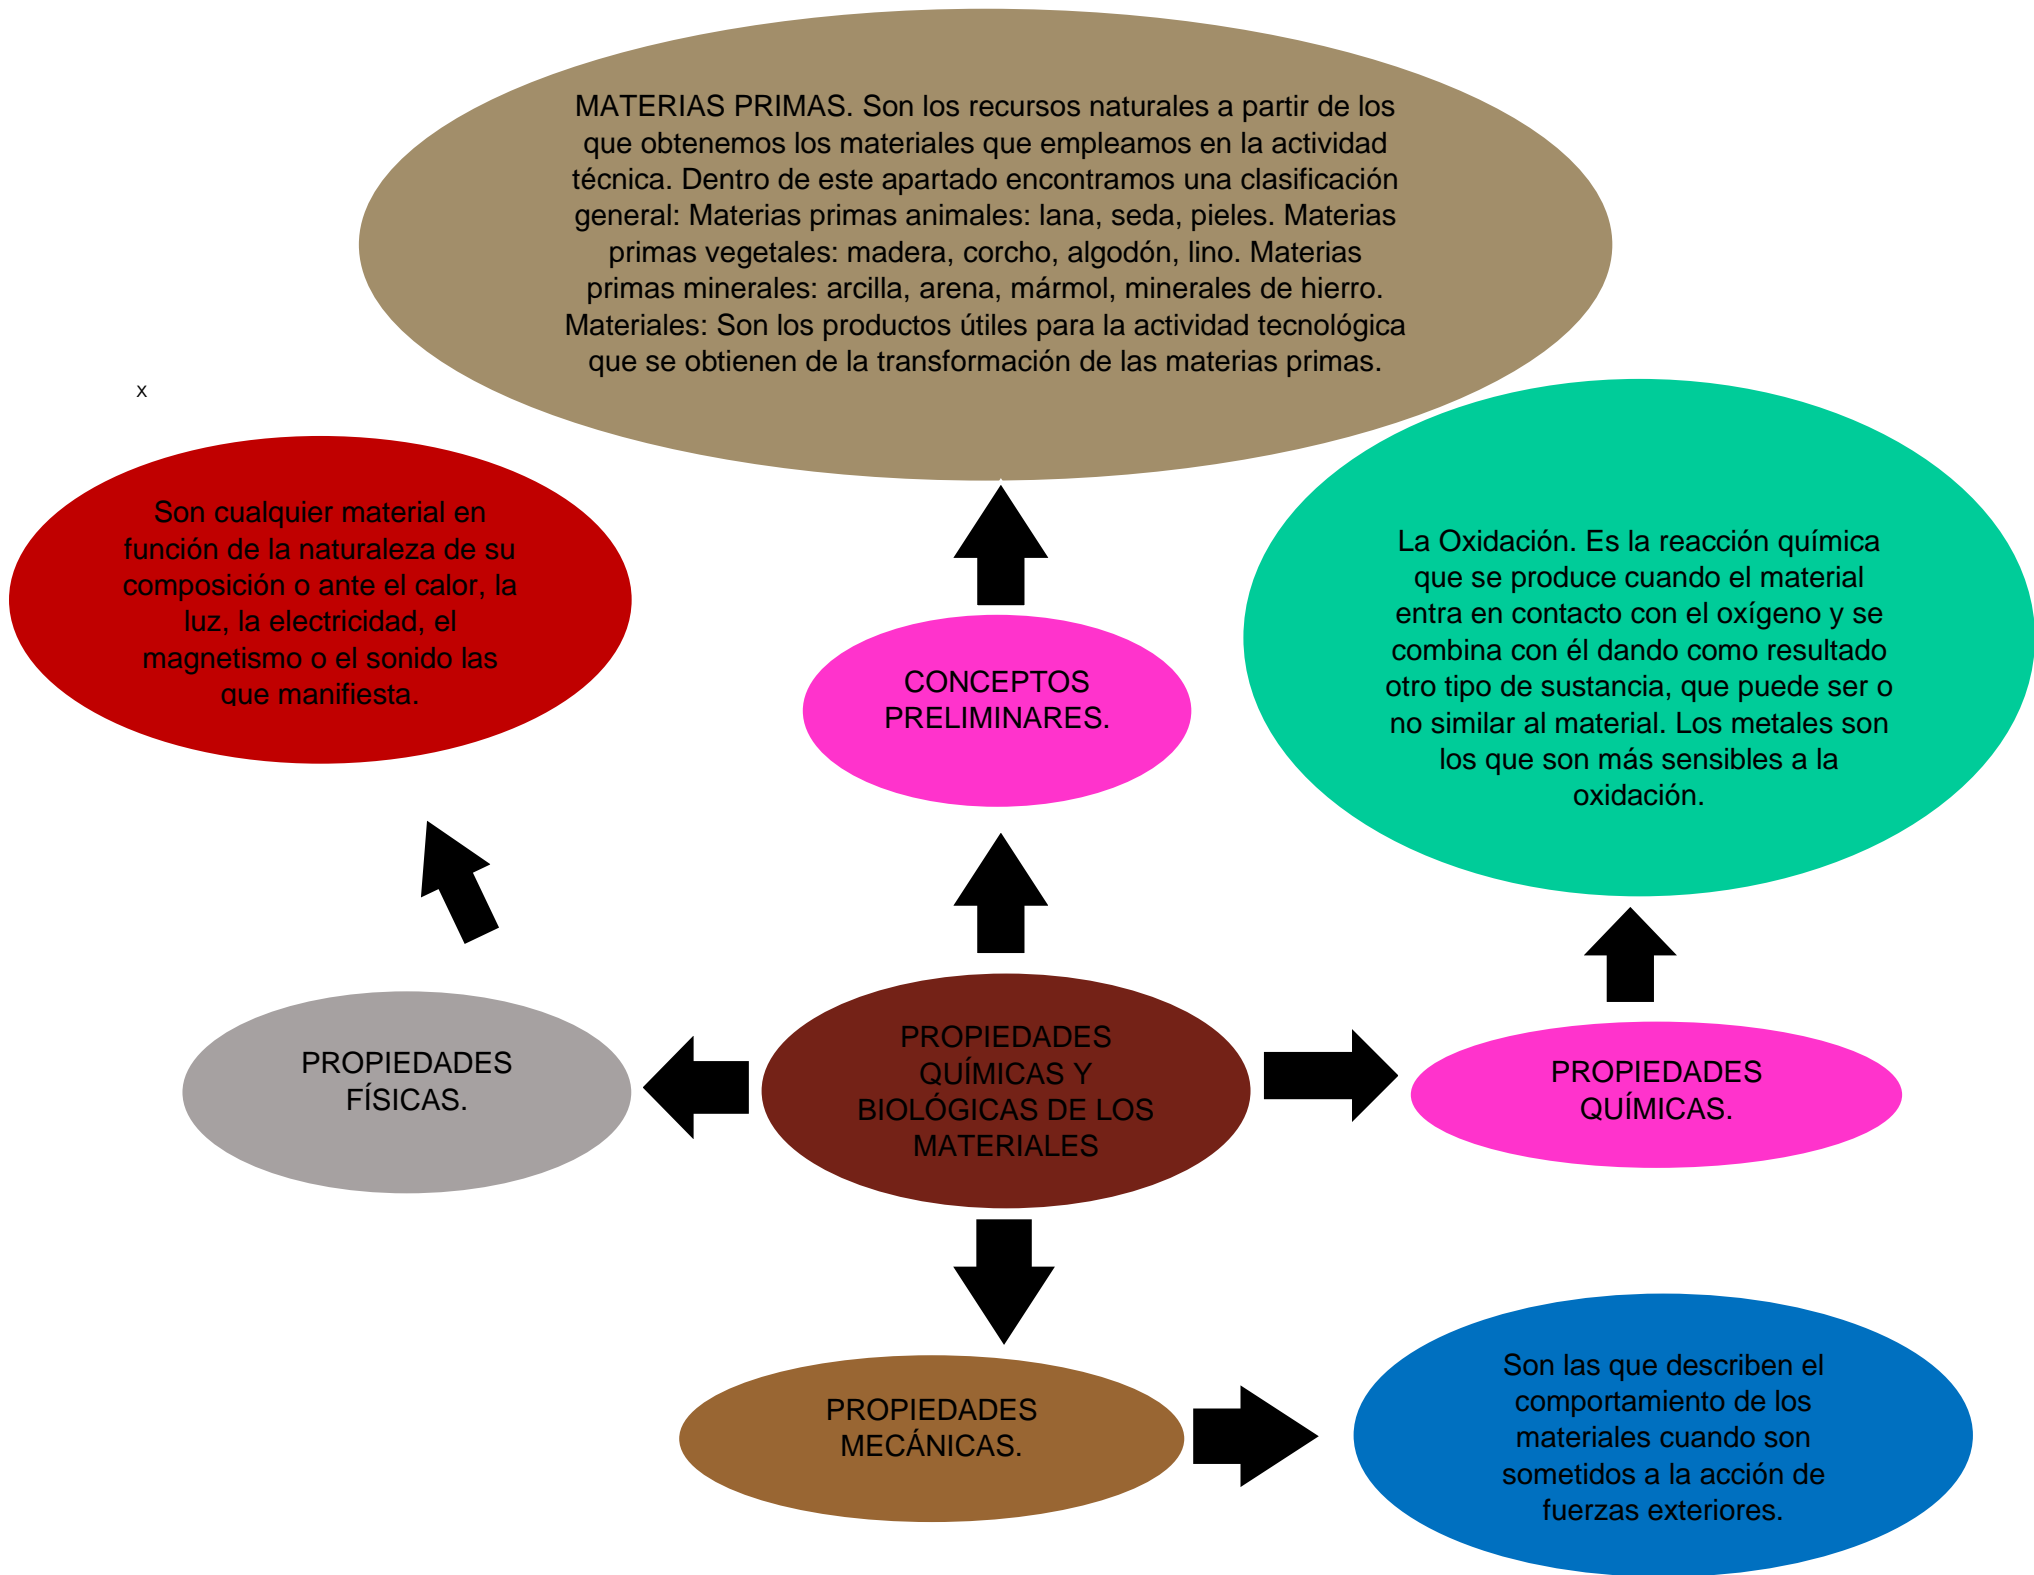 MATERIAS PRIMAS. Son los recursos naturales a partir de los
que obtenemos los materiales que empleamos en la actividad
técnica. Dentro de este apartado encontramos una clasificación
general: Materias primas animales: lana, seda, pieles. Materias
primas vegetales: madera, corcho, algodón, lino. Materias
primas minerales: arcilla, arena, mármol, minerales de hierro.
Materiales: Son los productos útiles para la actividad tecnológica
que se obtienen de la transformación de las materias primas.
x
Son cualquier material en
función de la naturaleza de su
composición o ante el calor, la
luz, la electricidad, el
magnetismo o el sonido las
que manifiesta.
CONCEPTOS
PRELIMINARES.
La Oxidación. Es la reacción química
que se produce cuando el material
entra en contacto con el oxígeno y se
combina con él dando como resultado
otro tipo de sustancia, que puede ser o
no similar al material. Los metales son
los que son más sensibles a la
oxidación.
PROPIEDADES
FÍSICAS.
PROPIEDADES
QUÍMICAS Y
BIOLÓGICAS DE LOS
MATERIALES
PROPIEDADES
QUÍMICAS.
PROPIEDADES
MECÁNICAS.
Son las que describen el
comportamiento de los
materiales cuando son
sometidos a la acción de
fuerzas exteriores.